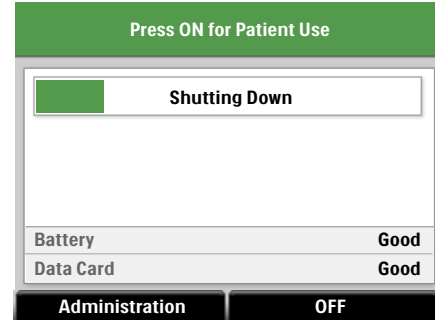 Press ON for Patient Use
Shutting Down
Battery Good
Data Card Good
Administration OFF